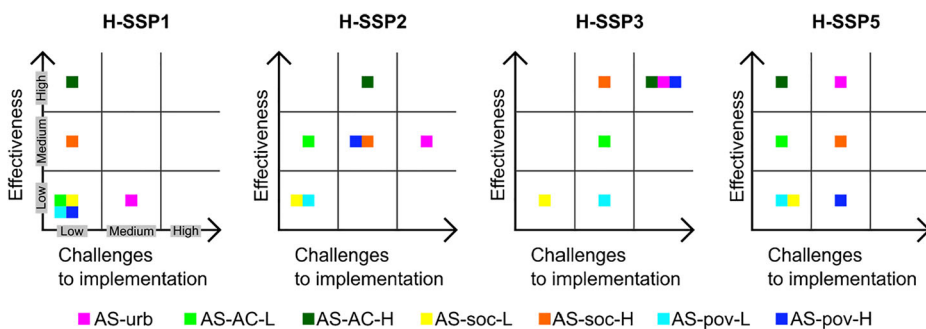 H-SSP1 H-SSP2 H-SSP3 H-SSP5
Effectiveness Effectiveness Effectiveness Effectiveness
High
Medium
Low
Low Medium High
Challenges Challenges Challenges Challenges
to implementation to implementation to implementation to implementation
AS-urb AS-AC-L AS-AC-H AS-soc-L AS-soc-H AS-pov-L AS-pov-H